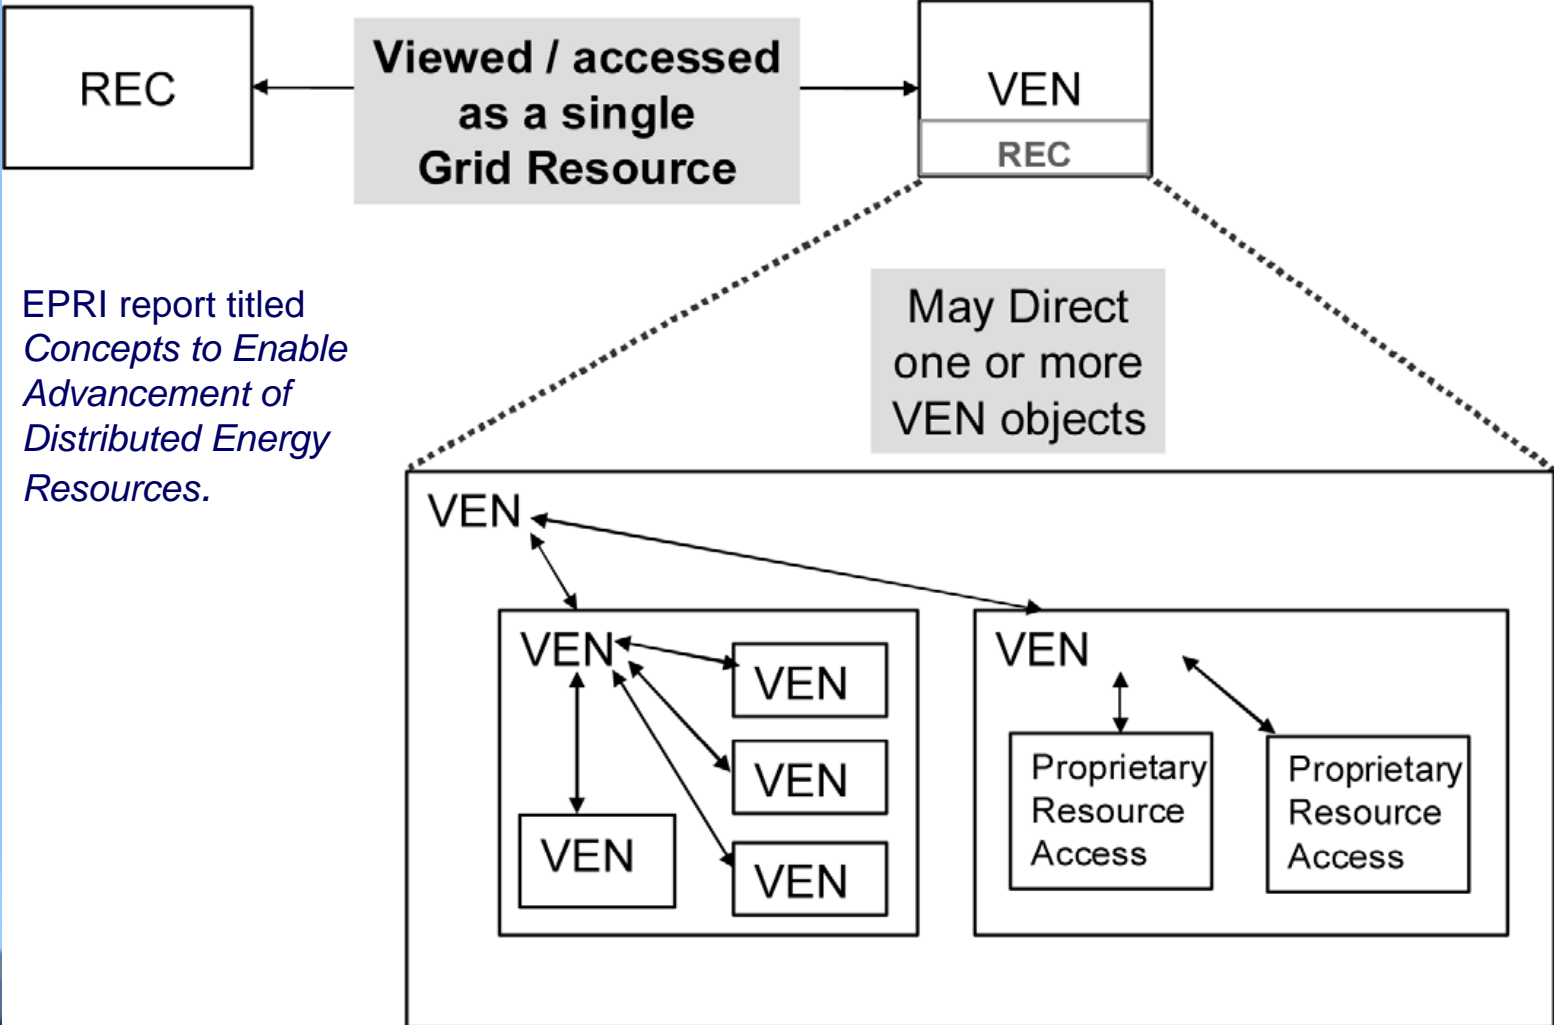 REC
Viewed / accessed
as a single
Grid Resource
VEN
REC
EPRI report titled
Concepts to Enable
Advancement of
Distributed Energy
Resources.
May Direct
one or more
VEN objects
VEN
VEN
VEN
VEN
VEN
VEN
VEN
Proprietary
Resource
Access
Proprietary
Resource
Access